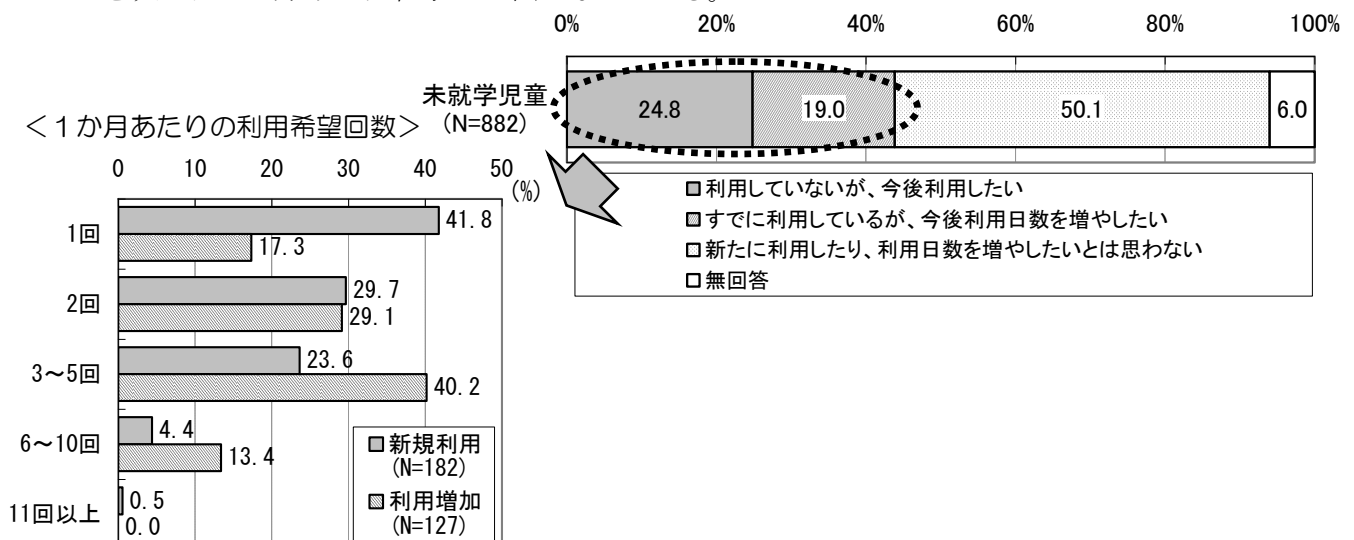 0% 20% 40% 60% 80% 100%
未就学児童
(N=882)
24.8 19.0 50.1 6.0
■利用していないが、今後利用したい
すでに利用しているが、今後利用日数を増やしたい
新たに利用したり、利用日数を増やしたいとは思わない
無回答
＜１か月あたりの利用希望回数＞
0 10 20 30 40 50
(%)
1回 41.8
17.3
2回 29.7
29.1
3～5回 23.6
40.2
6～10回 4.4
13.4
11回以上 0.5
0.0
新規利用
(N=182)
利用増加
(N=127)